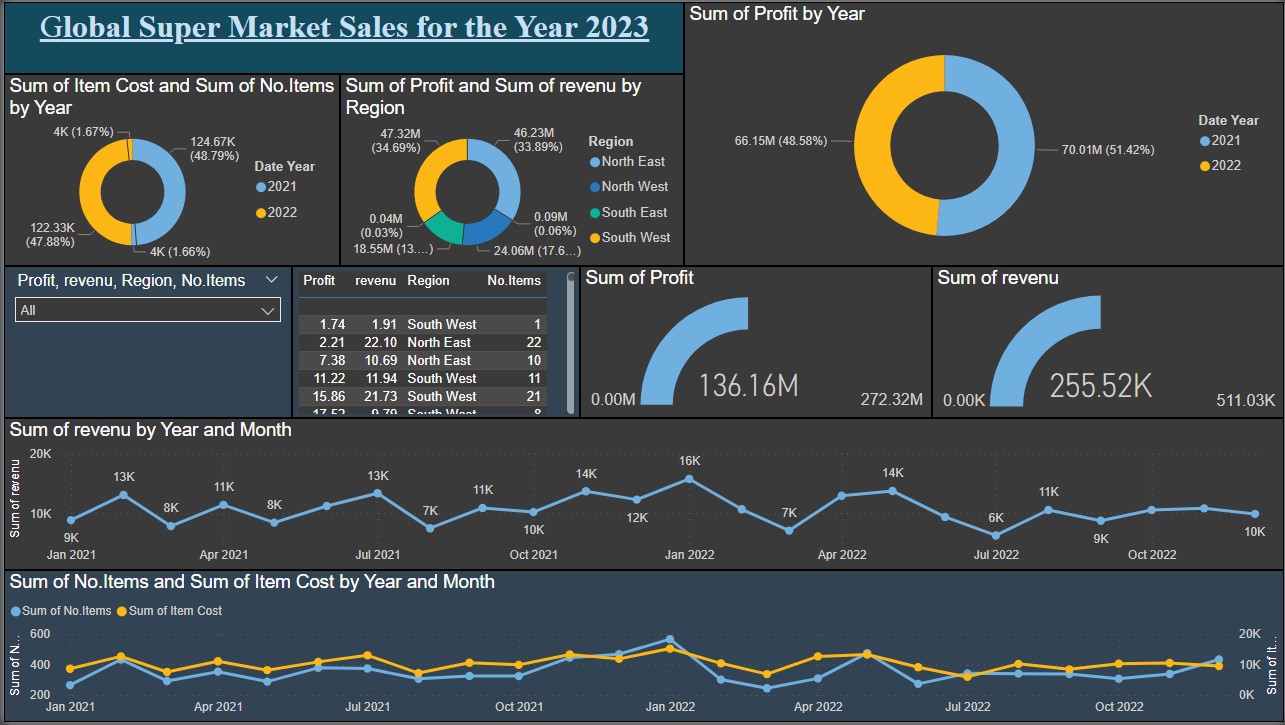 Global Super Market Sales for the Year 2023
Sum of Profit by Year
66.15M (48.58%)
70.01M (51.42%)
Date Year
2021
2022
Sum of Item Cost and Sum of No.Items
by Year
4K (1.67%)
124.67K
(48.79%)
122.33K
(47.88%)
4K (1.66%)
Date Year
2021
2022
Sum of Profit and Sum of revenu by
Region
47.32M
(34.69%)
46.23M
(33.89%)
0.04M
(0.03%)
0.09M
(0.06%)
18.55M (13....)
24.06M (17.6...)
Region
North East
North West
South East
South West
Profit, revenu, Region, No.Items
All
Profit revenu Region No.Items
1.74 1.91 South West 1
2.21 22.10 North East 22
7.38 10.69 North East 10
11.22 11.94 South West 11
15.86 21.73 South West 21
17.52 9.79 South West 8
Sum of Profit
136.16M
0.00M 272.32M
Sum of revenu
255.52K
0.00K 511.03K
Sum of revenu by Year and Month
Sum of revenu
20K
10K
9K
13K
8K
11K
8K
13K
7K
11K
10K
14K
12K
16K
7K
14K
6K
11K
9K
10K
Jan 2021 Apr 2021 Jul 2021 Oct 2021 Jan 2022 Apr 2022 Jul 2022 Oct 2022
Sum of No.Items and Sum of Item Cost by Year and Month
Sum of No.Items Sum of Item Cost
Sum of N...
600
400
200
20K
10K
0K
Sum of It...
Jan 2021 Apr 2021 Jul 2021 Oct 2021 Jan 2022 Apr 2022 Jul 2022 Oct 2022